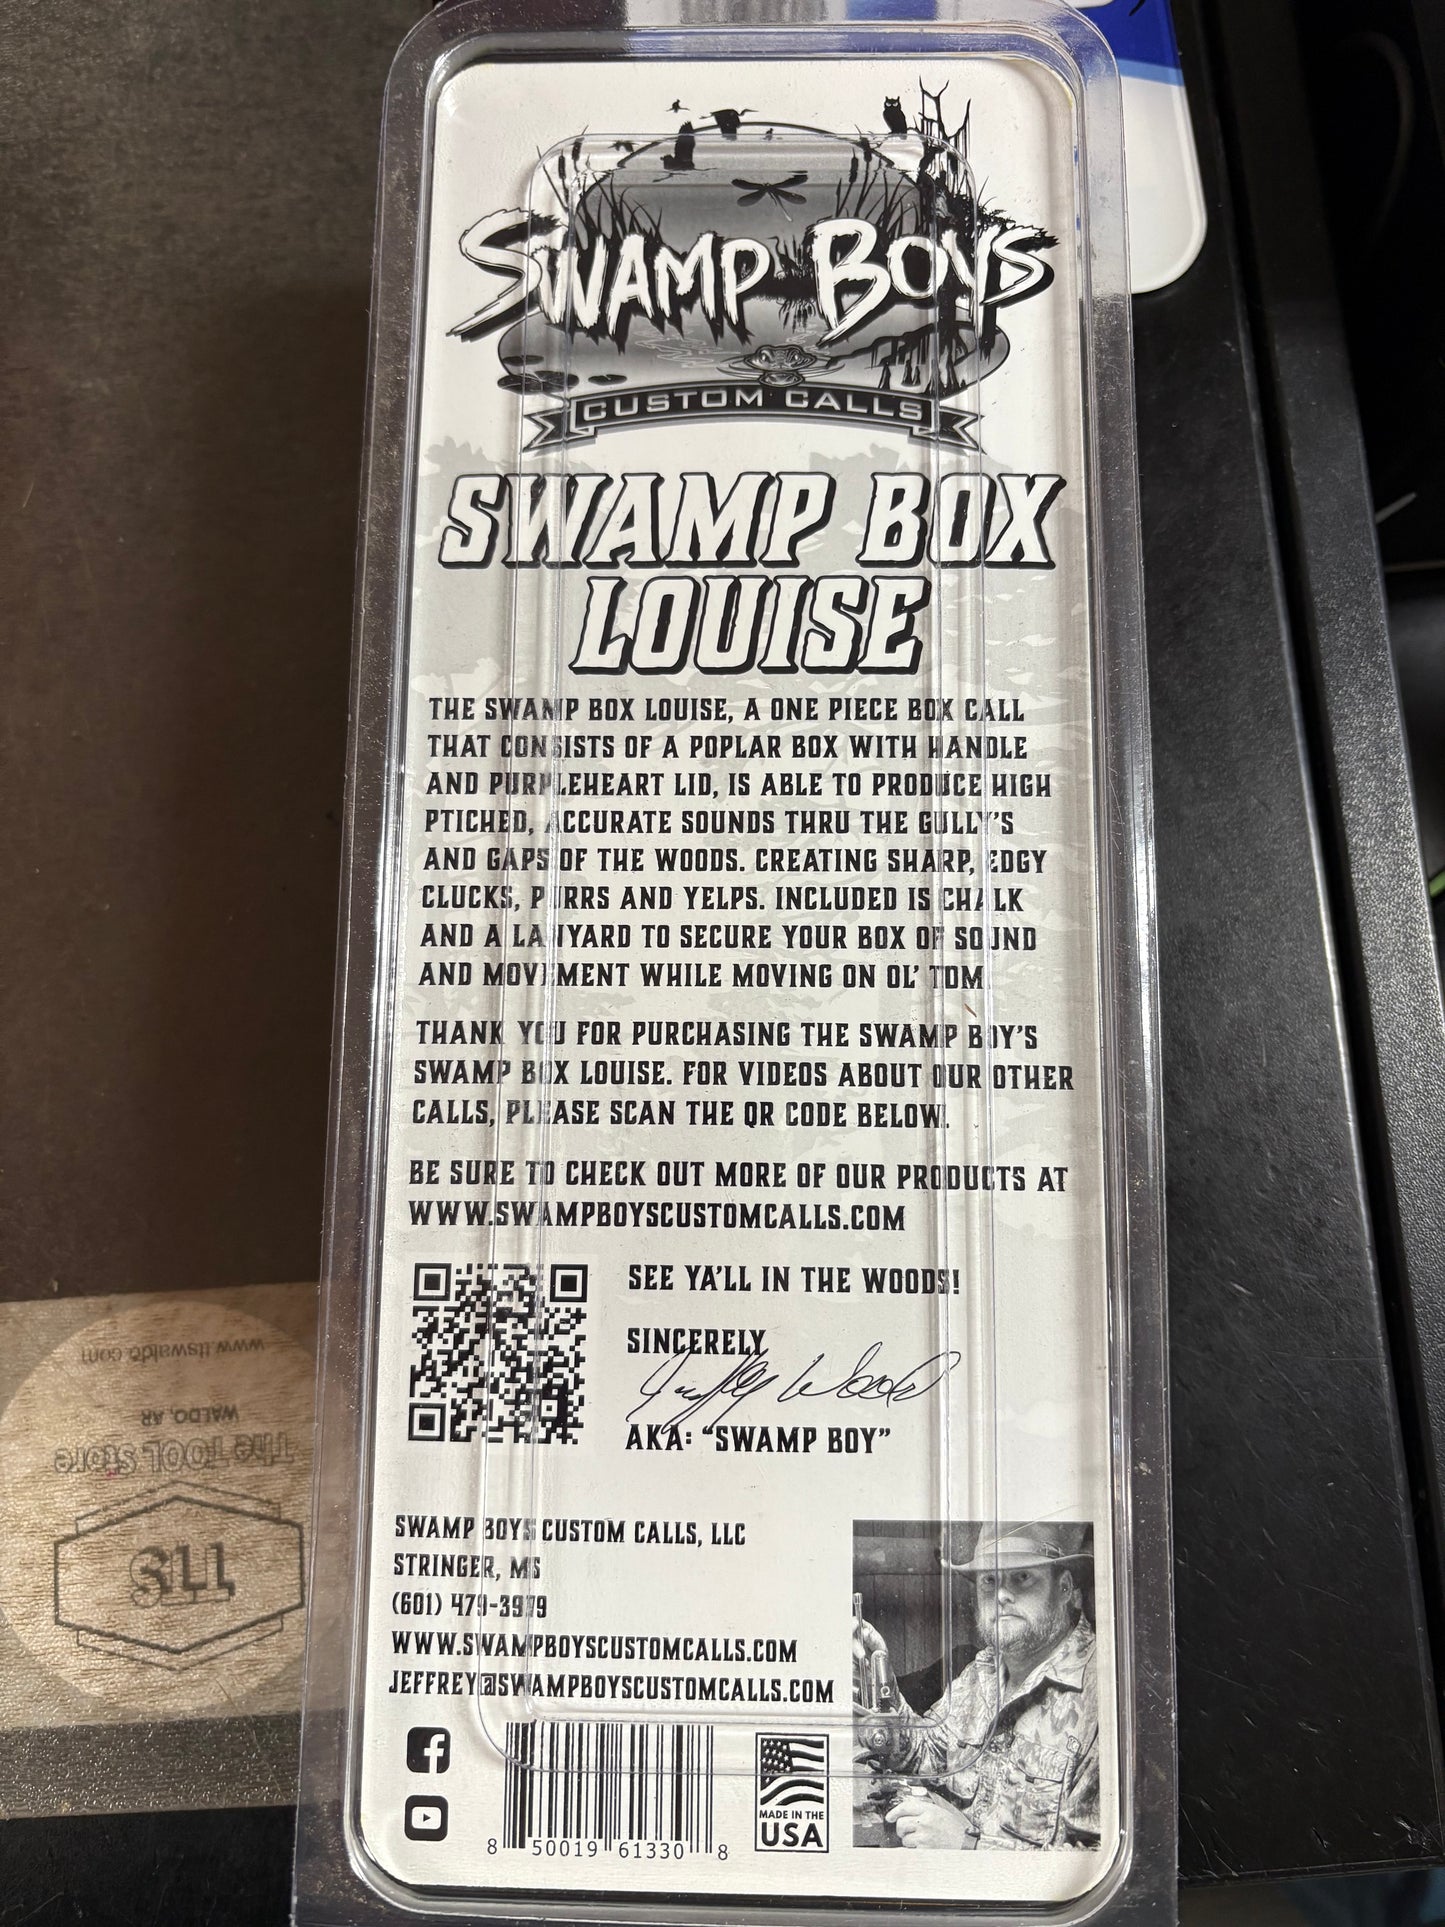 SWAMP BOYS
CUSTOM CALLS
SWAMP BOX
LOUISE
THE SWAMP BOX LOUISE, A ONE PIECE BOX CALL
THAT CONSISTS OF A POPLAR BOX WITH HANDLE
AND PURPLEHEART LID, IS ABLE TO PRODUCE HIGH
PTICHED, ACCURATE SOUNDS THRU THE GULLY'S
AND GAPS OF THE WOODS. CREATING SHARP, EDGY
CLUCKS, PURRS AND YELPS. INCLUDED IS CHALK
AND A LANYARD TO SECURE YOUR BOX OF SOUND
AND MOVEMENT WHILE MOVING ON OL' TOM
THANK YOU FOR PURCHASING THE SWAMP BOY'S
SWAMP BOX LOUISE. FOR VIDEOS ABOUT OUR OTHER
CALLS, PLEASE SCAN THE QR CODE BELOW.
BE SURE TO CHECK OUT MORE OF OUR PRODUCTS AT
WWW.SWAMPBOYSCUSTOMCALLS.COM
SEE YA'LL IN THE WOODS!
SINCERELY
Jeffrey Woods
AKA: "SWAMP BOY"
SWAMP BOYS CUSTOM CALLS, LLC
STRINGER, MS
(601) 479-3979
WWW.SWAMPBOYSCUSTOMCALLS.COM
JEFFREY@SWAMPBOYSCUSTOMCALLS.COM
MADE IN THE
USA
8 50019 61330 8
TTS
The TOOL Store
WALDO, AR
www.ttswaldo.com